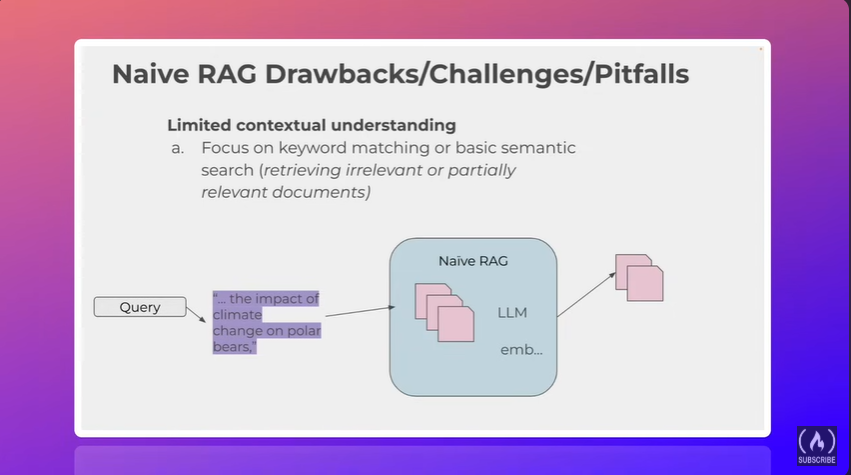 Naive RAG Drawbacks/Challenges/Pitfalls
Limited contextual understanding
a. Focus on keyword matching or basic semantic
search (retrieving irrelevant or partially
relevant documents)
Query
"... the impact of
climate
change on polar
bears,"
Naïve RAG
LLM
emb...
SUBSCRIBE